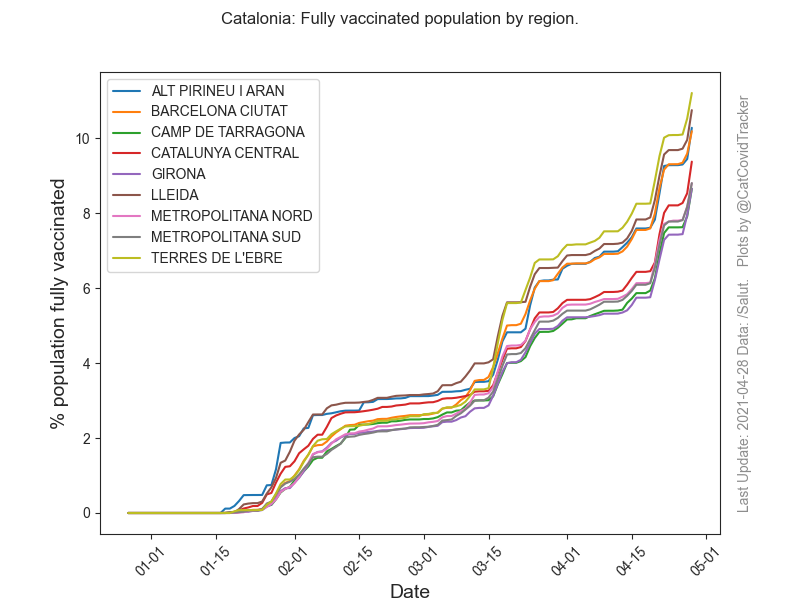 Catalonia: Fully vaccinated population by region.
ALT PIRINEU I ARAN
BARCELONA CIUTAT
CAMP DE TARRAGONA
CATALUNYA CENTRAL
GIRONA
LLEIDA
METROPOLITANA NORD
METROPOLITANA SUD
TERRES DE L'EBRE
% population fully vaccinated
10
8
6
4
2
0
01-01
01-15
02-01
02-15
03-01
03-15
04-01
04-15
05-01
Date
Last Update: 2021-04-28 Data: /Salut. Plots by @CatCovidTracker